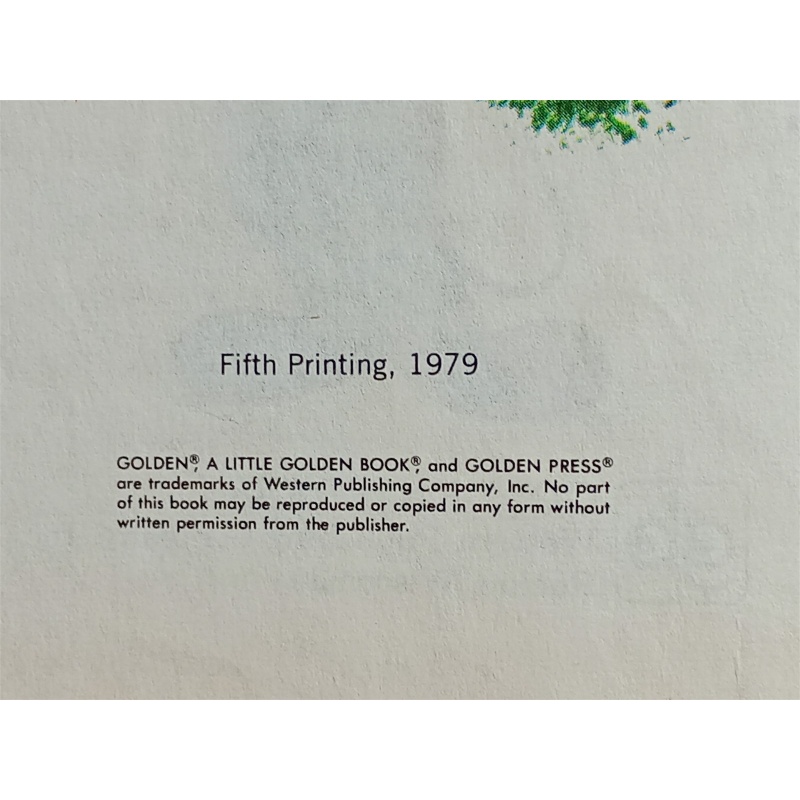 Fifth Printing, 1979
GOLDEN®, A LITTLE GOLDEN BOOK®, and GOLDEN PRESS®
are trademarks of Western Publishing Company, Inc. No part
of this book may be reproduced or copied in any form without
written permission from the publisher.